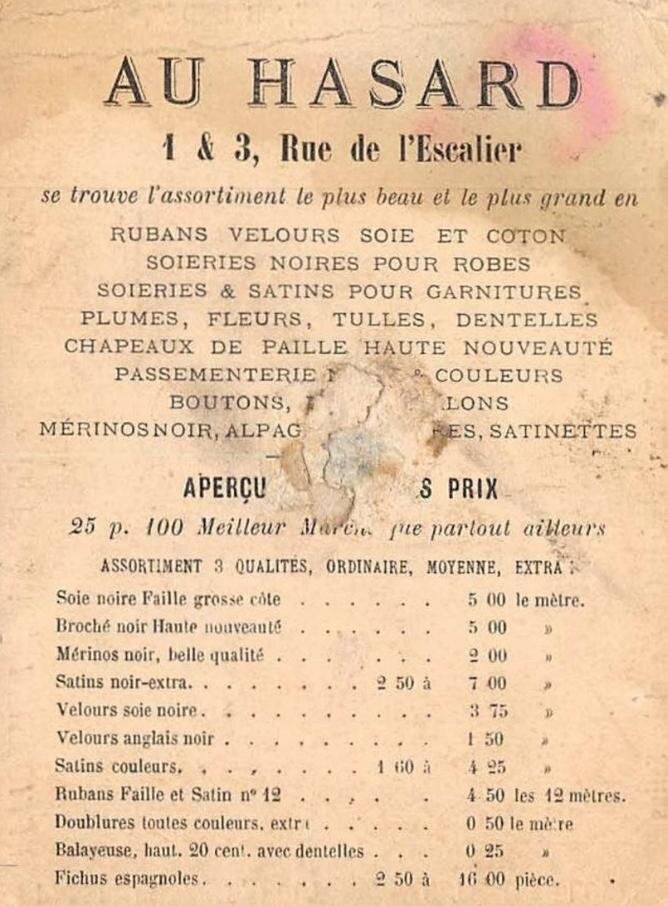 AU HASARD
1 & 3, Rue de l'Escalier
se trouve l'assortiment le plus beau et le plus grand en
RUBANS VELOURS SOIE ET COTON
SOIERIES NOIRES POUR ROBES
SOIERIES & SATINS POUR GARNITURES
PLUMES, FLEURS, TULLES, DENTELLES
CHAPEAUX DE PAILLE HAUTE NOUVEAUTÉ
PASSEMENTERIE & COULEURS
BOUTONS,
MÉRINOS NOIR, SATINETTES
APERÇU PRIX
25 p. 100 Meilleur Marché que partout ailleurs
ASSORTIMENT 3 QUALITÉS, ORDINAIRE, MOYENNE, EXTRA :
Soie noire Faille grosse côte . . . . . . 5 00 le mètre.
Broché noir Haute nouveauté . . . . . . 5 00 »
Mérinos noir, belle qualité . . . . . . 2 00 »
Satins noir-extra. . . . . . . . 2 50 à 7 00 »
Velours soie noire. . . . . . . . . 3 75 »
Velours anglais noir . . . . . . . . 1 50 »
Satins couleurs. . . . . . . . 1 60 à 4 25 »
Rubans Faille et Satin nº 12 . . . . . 4 50 les 12 mètres.
Doublures toutes couleurs, extra . . . . . 0 50 le mètre
Balayeuse, haut. 20 cent. avec dentelles . . . 0 25 »
Fichus espagnoles. . . . . . . 2 50 à 16 00 pièce.